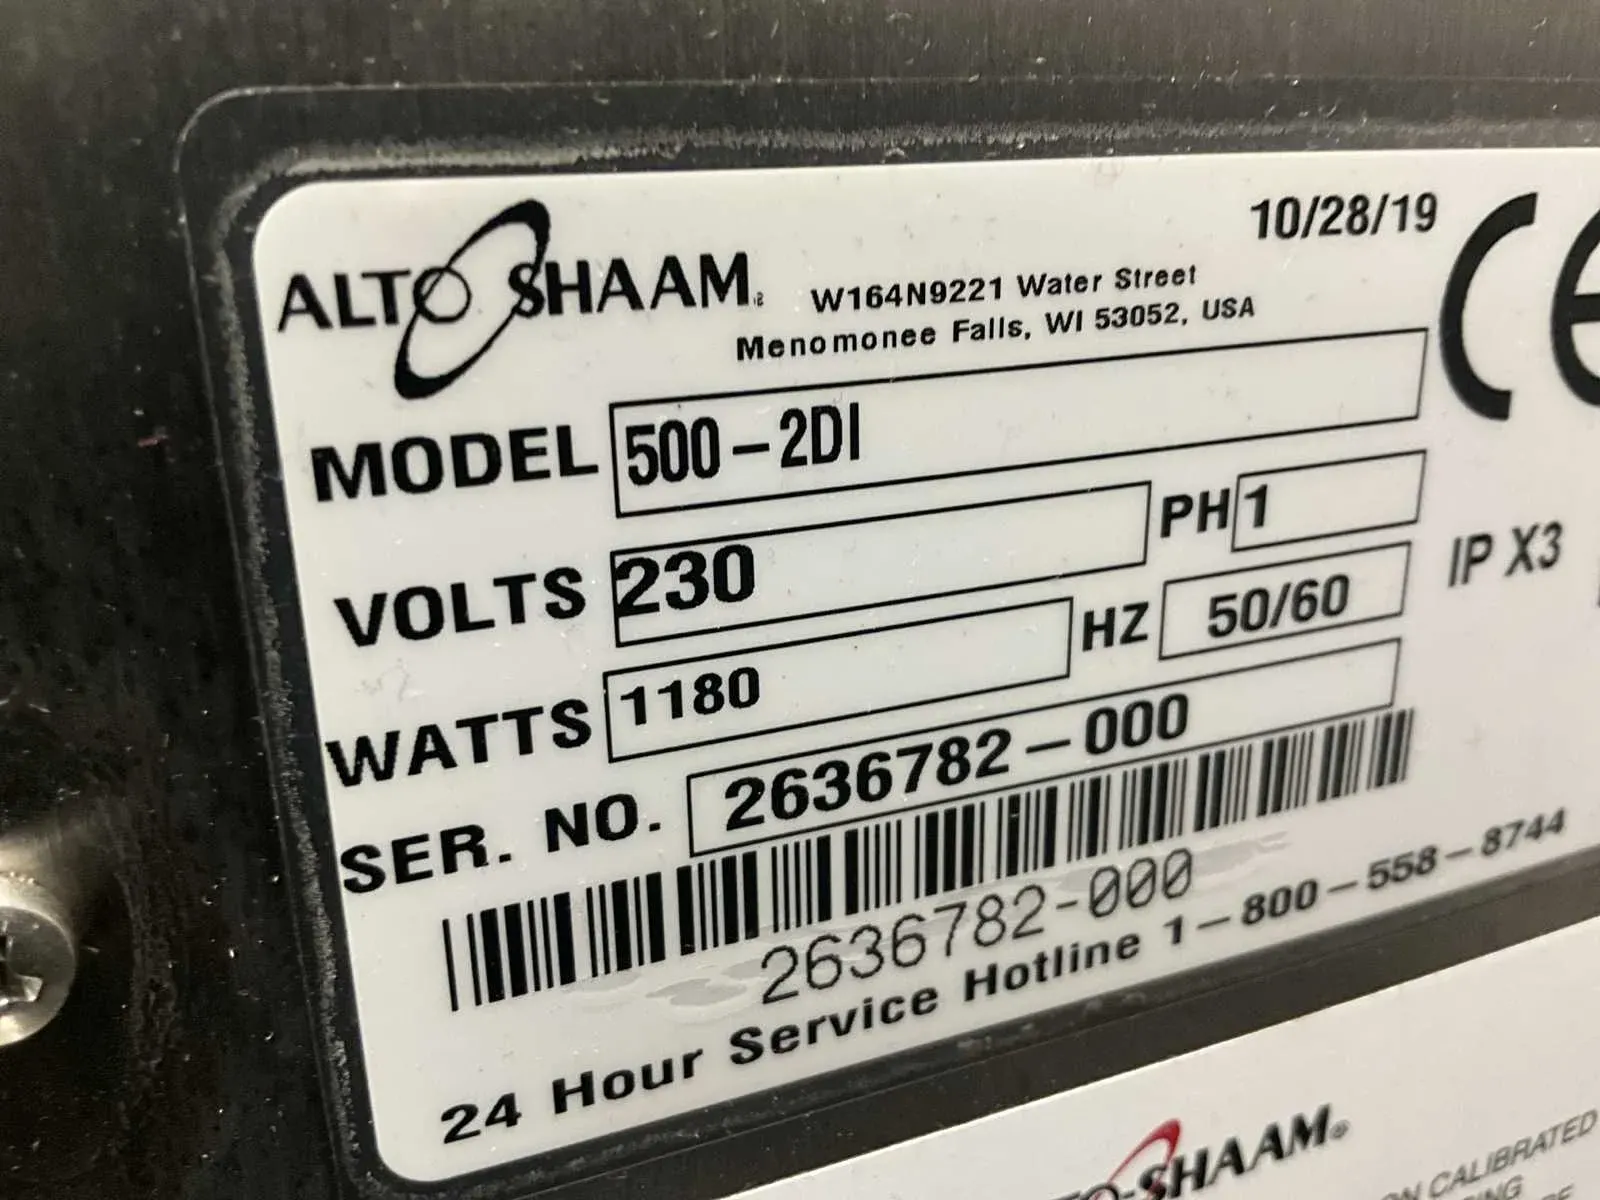 10/28/19
ALTO SHAAM®
W164N9221 Water Street
Menomonee Falls, WI 53052, USA
CE
MODEL 500-2DI
VOLTS 230 PH 1
WATTS 1180 HZ 50/60 IP X3
SER. NO. 2636782-000
2636782-000
24 Hour Service Hotline 1-800-558-8744
SHAAM®
CALIBRATED